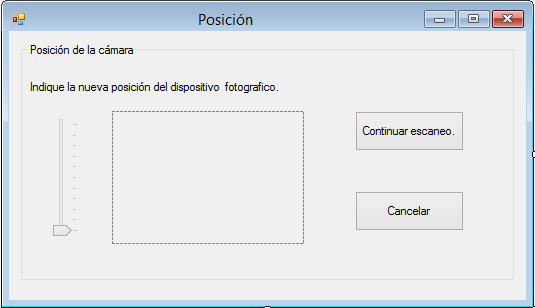 Posición
Posición de la cámara
Indique la nueva posición del dispositivo fotografico.
Continuar escaneo.
Cancelar